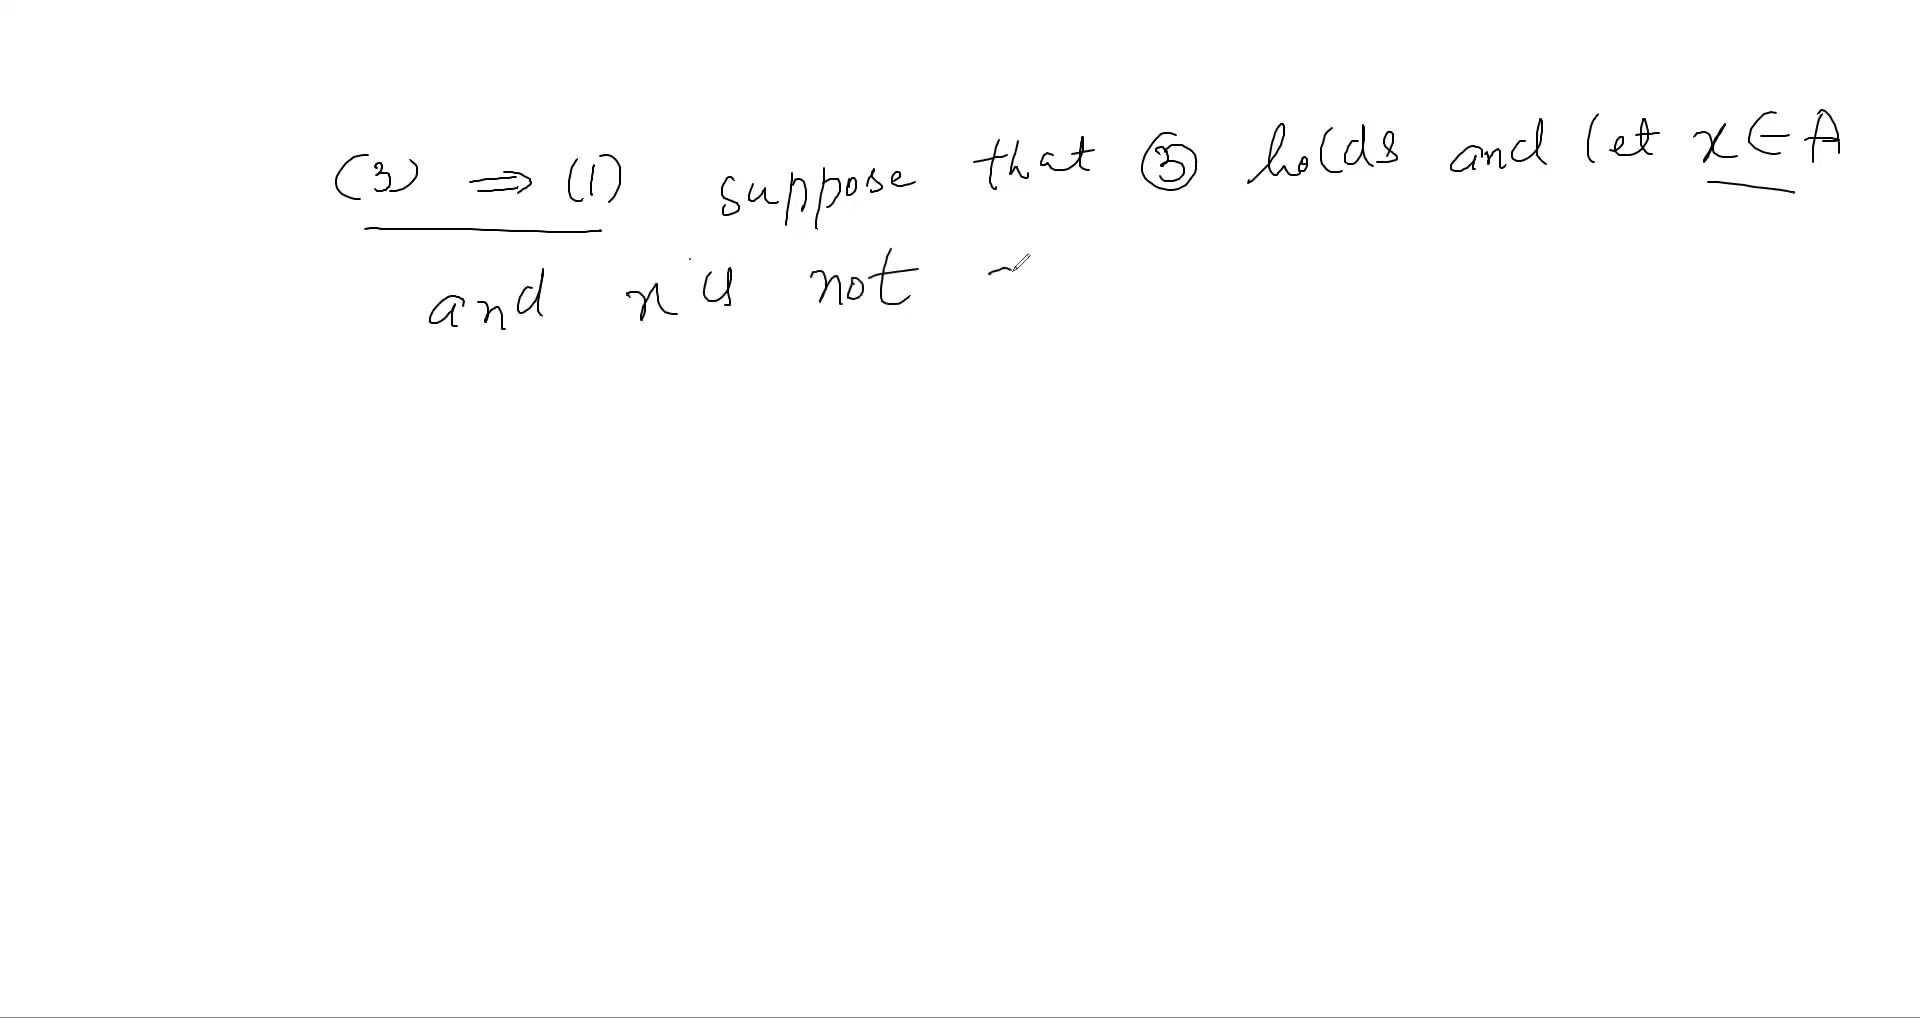 (3) ⇒ (1) suppose that ③ holds and let x ∈ A
and x is not